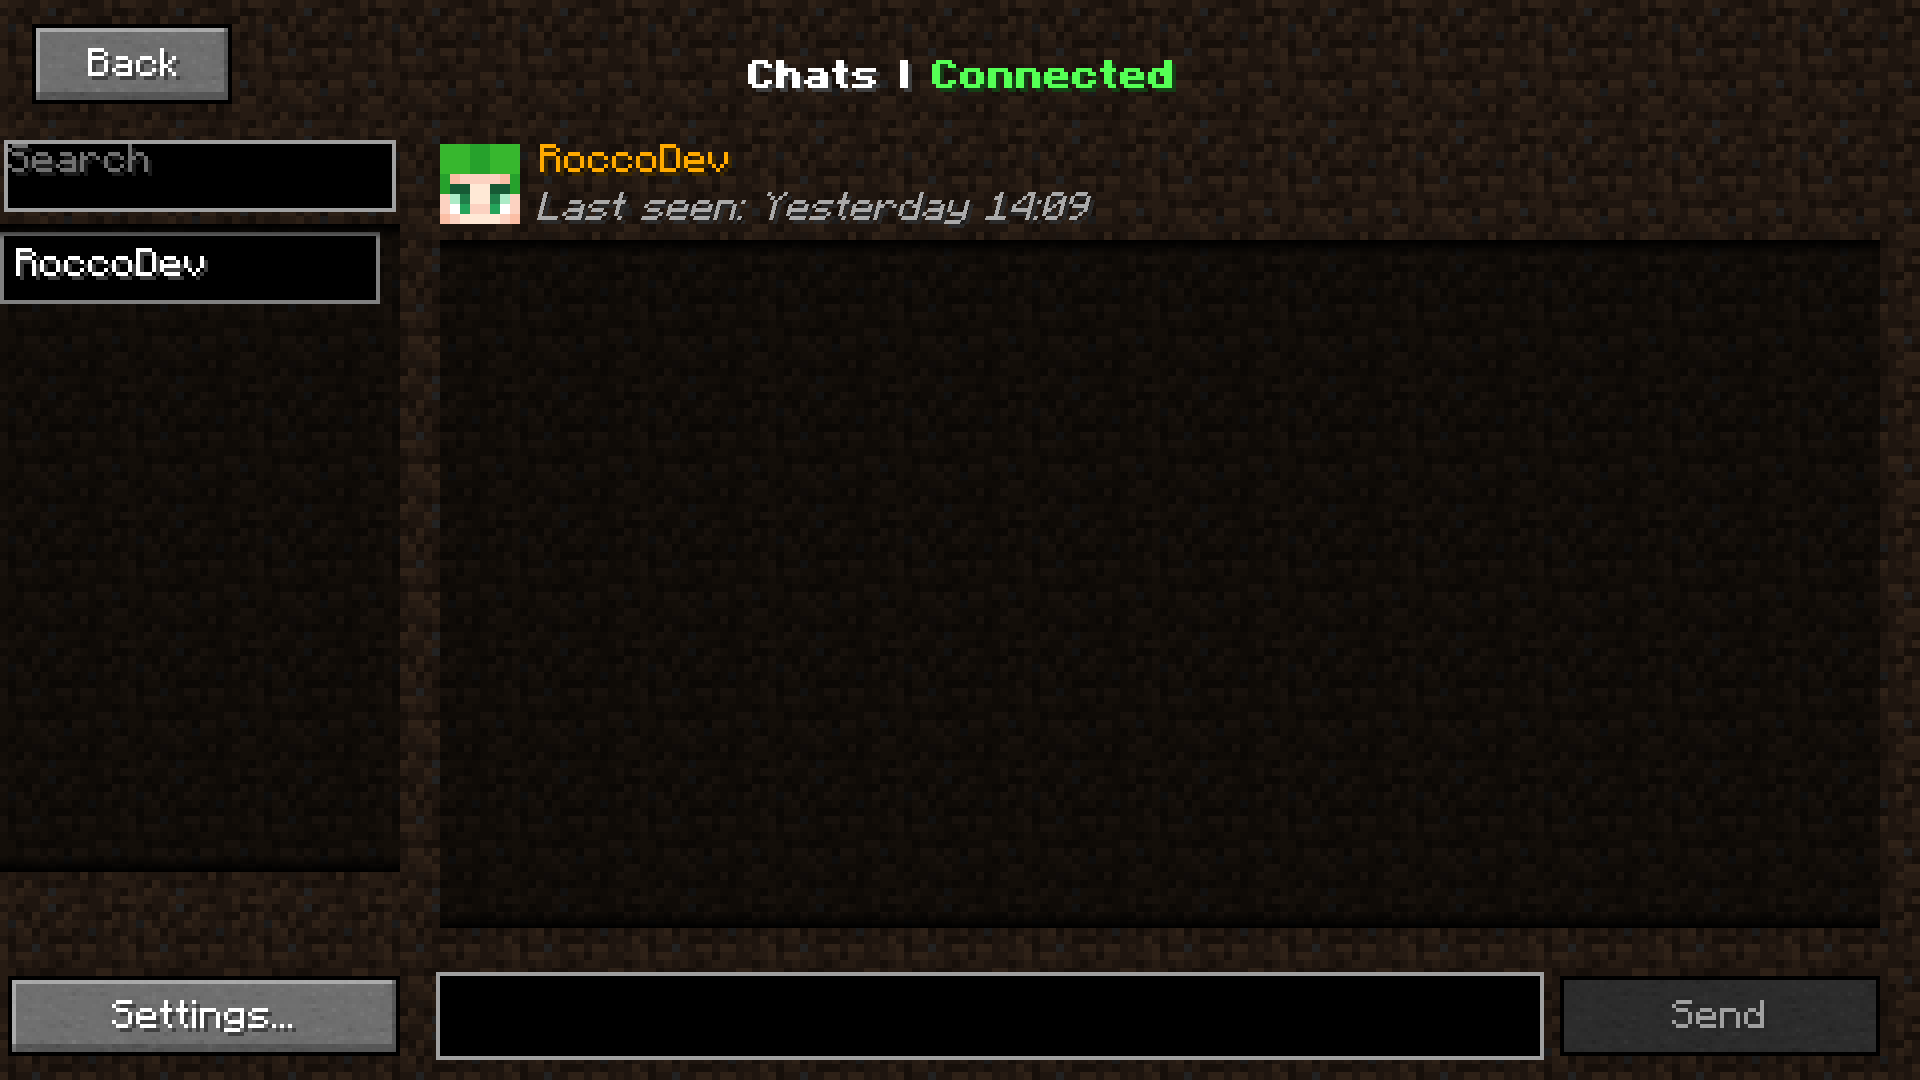 Back
Chats | Connected
Search
RoccoDev
Last seen: Yesterday 14:09
RoccoDev
Settings...
Send